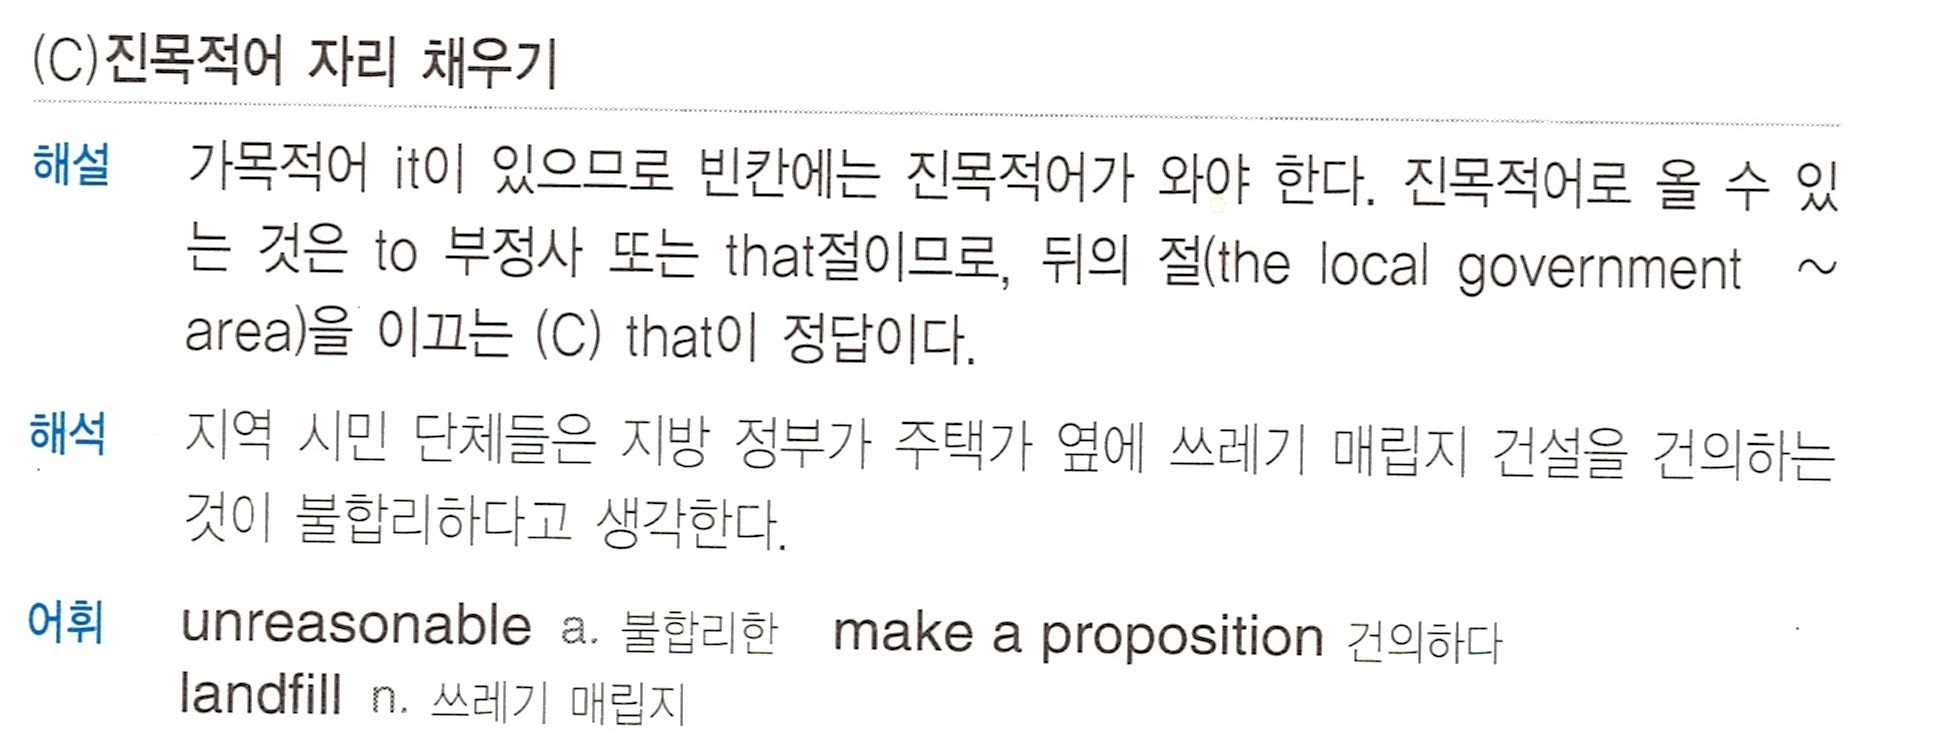 (C)진목적어 자리 채우기
해설 가목적어 it이 있으므로 빈칸에는 진목적어가 와야 한다. 진목적어로 올 수 있
는 것은 to 부정사 또는 that절이므로, 뒤의 절(the local government ~
area)을 이끄는 (C) that이 정답이다.
해석 지역 시민 단체들은 지방 정부가 주택가 옆에 쓰레기 매립지 건설을 건의하는
것이 불합리하다고 생각한다.
어휘 unreasonable a. 불합리한 make a proposition 건의하다
landfill n. 쓰레기 매립지